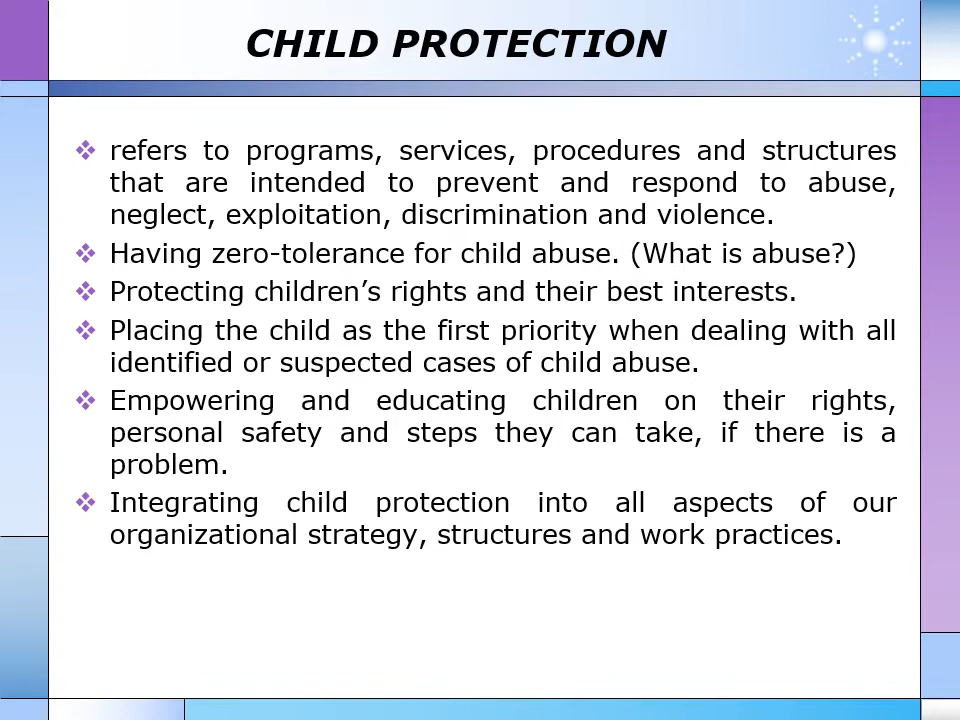 CHILD PROTECTION
refers to programs, services, procedures and structures
that are intended to prevent and respond to abuse,
neglect, exploitation, discrimination and violence.
Having zero-tolerance for child abuse. (What is abuse?)
Protecting children’s rights and their best interests.
Placing the child as the first priority when dealing with all
identified or suspected cases of child abuse.
Empowering and educating children on their rights,
personal safety and steps they can take, if there is a
problem.
Integrating child protection into all aspects of our
organizational strategy, structures and work practices.